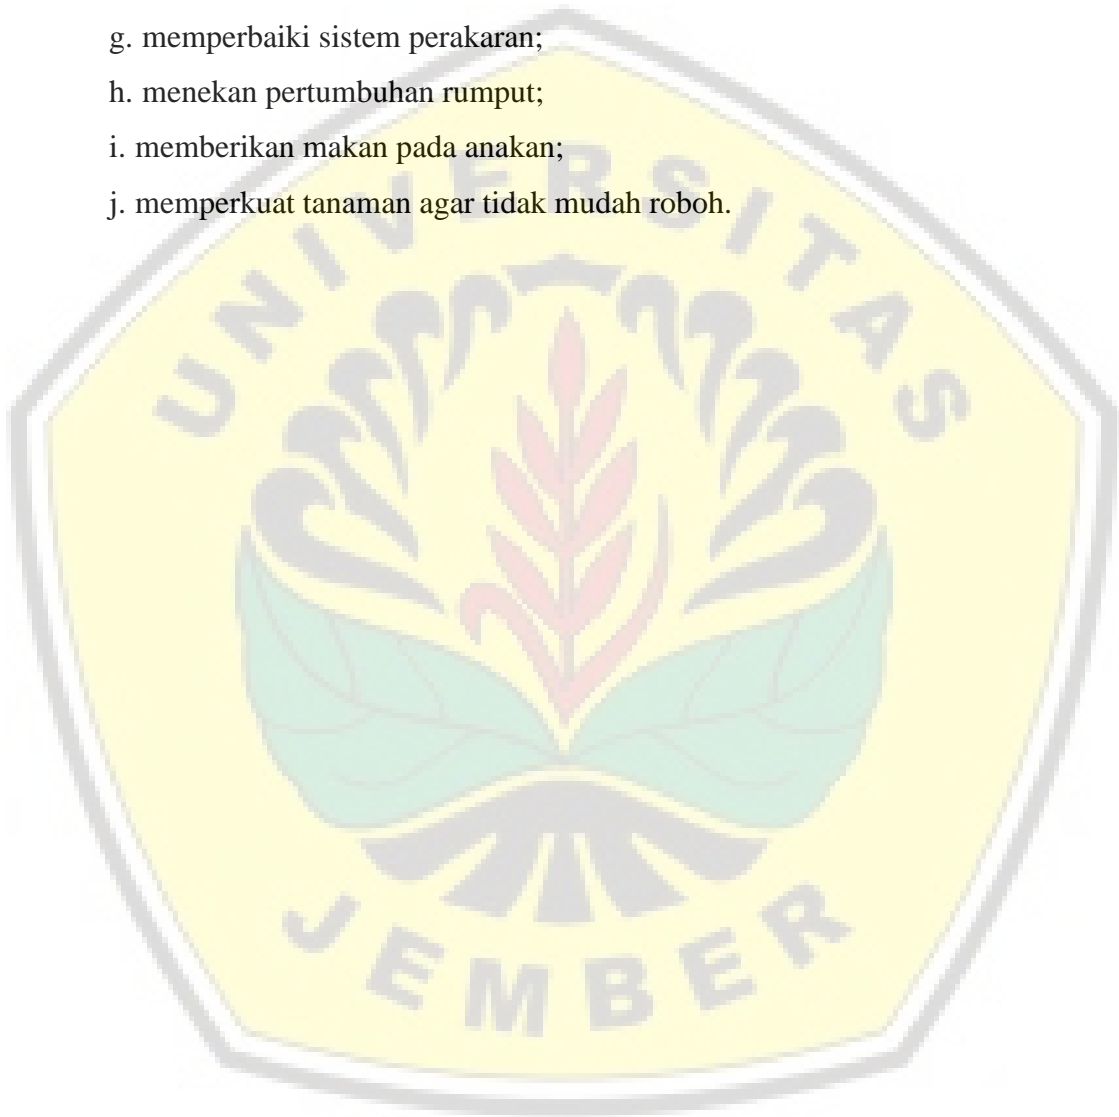 g. memperbaiki sistem perakaran;
h. menekan pertumbuhan rumput;
i. memberikan makan pada anakan;
j. memperkuat tanaman agar tidak mudah roboh.
UNIVERSITAS
JEMBER